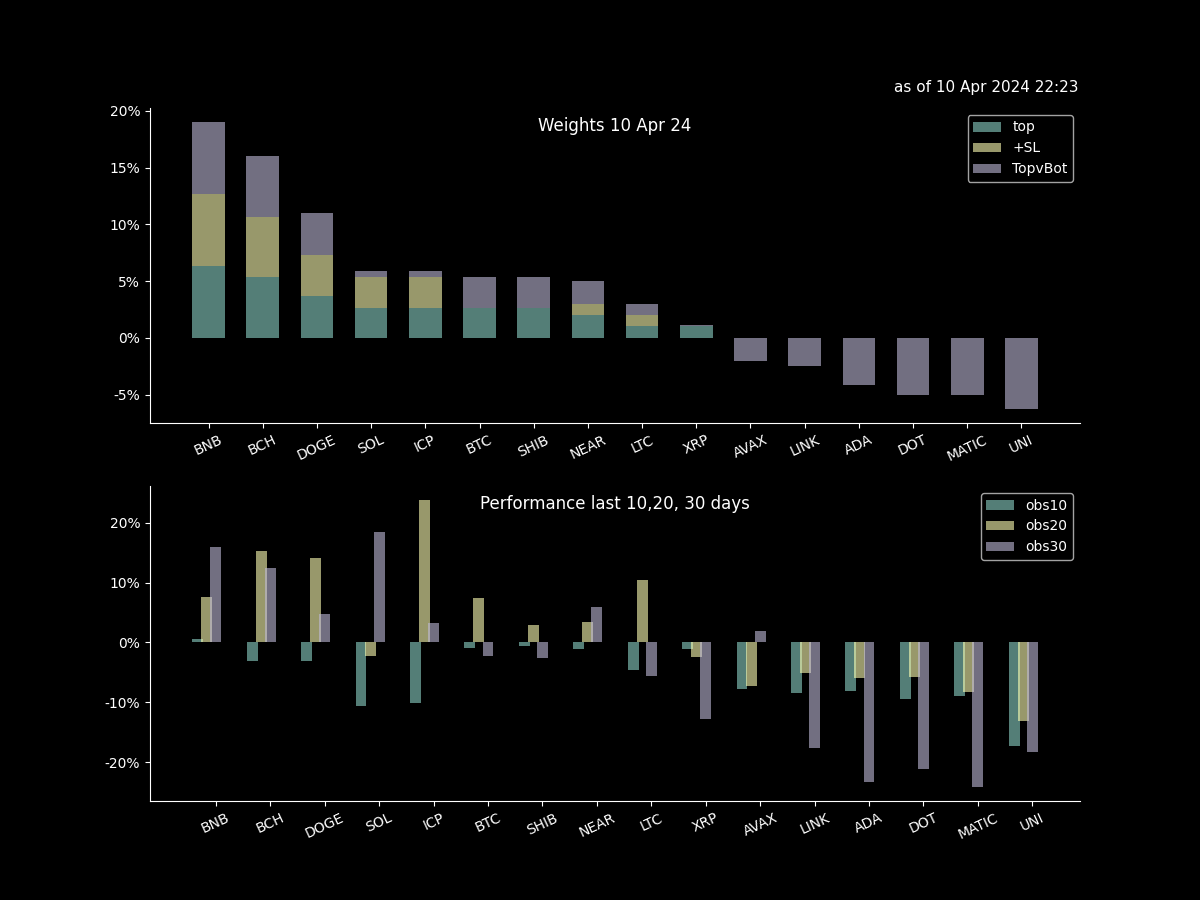 as of 10 Apr 2024 22:23
Weights 10 Apr 24
top
+SL
TopvBot
20%
15%
10%
5%
0%
-5%
BNB BCH DOGE SOL ICP BTC SHIB NEAR LTC XRP AVAX LINK ADA DOT MATIC UNI
Performance last 10,20, 30 days
obs10
obs20
obs30
20%
10%
0%
-10%
-20%
BNB BCH DOGE SOL ICP BTC SHIB NEAR LTC XRP AVAX LINK ADA DOT MATIC UNI